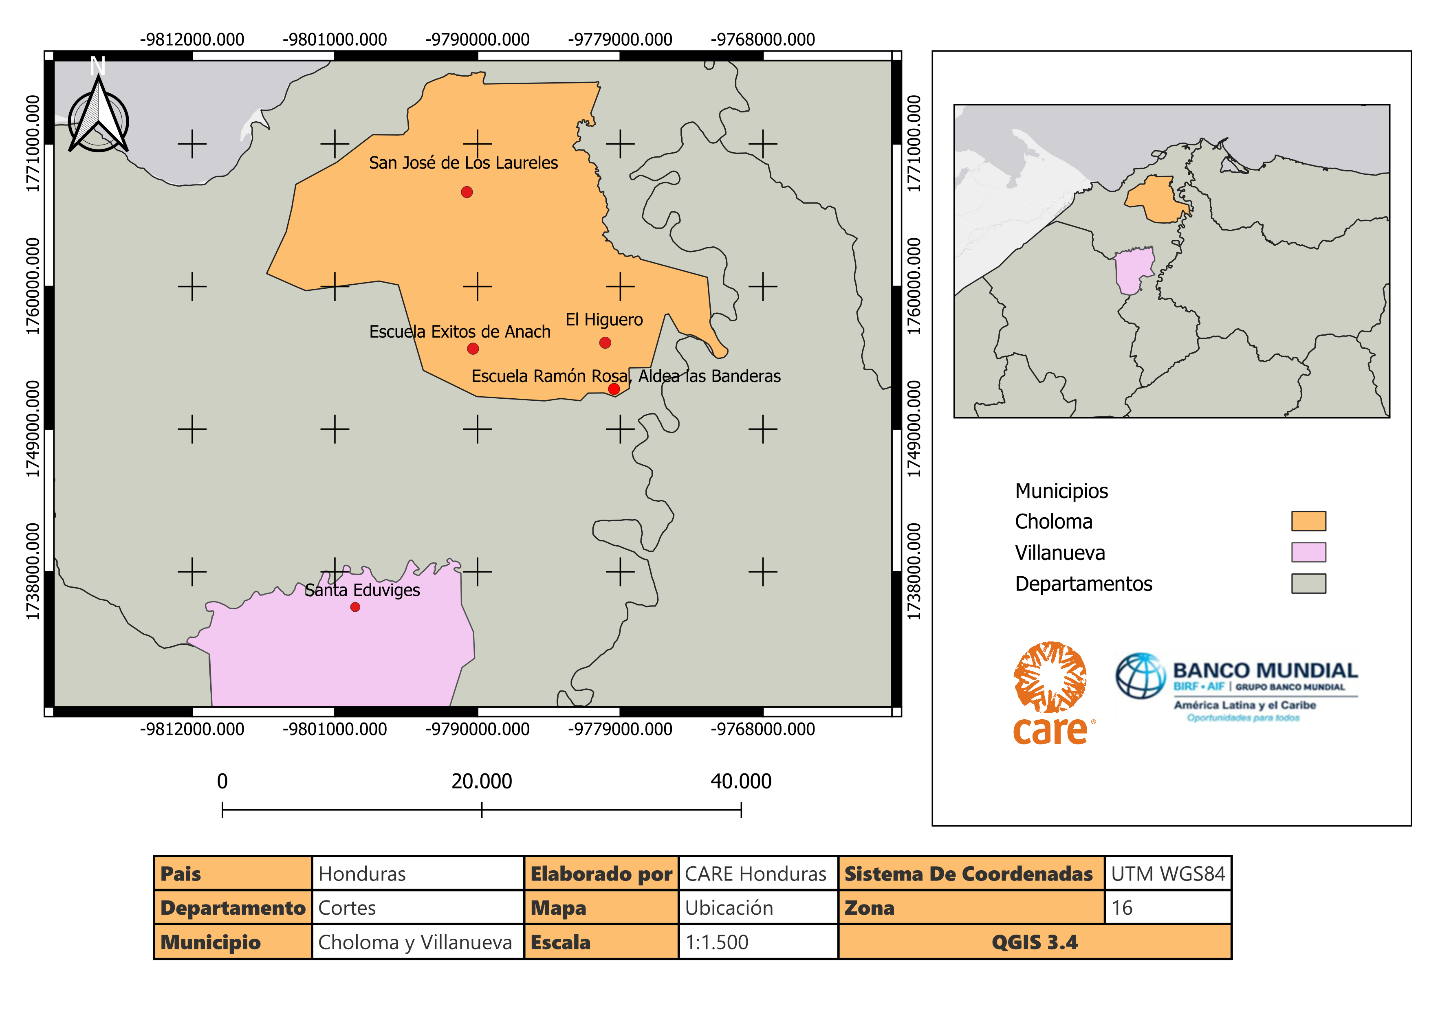 -9812000.000 -9801000.000 -9790000.000 -9779000.000 -9768000.000
N
1771000.000
1760000.000
1749000.000
1738000.000
San José de Los Laureles
El Higuero
Escuela Exitos de Anach
Escuela Ramón Rosa, Aldea las Banderas
Santa Eduviges
1771000.000
1760000.000
1749000.000
1738000.000
-9812000.000 -9801000.000 -9790000.000 -9779000.000 -9768000.000
0 20.000 40.000
Municipios
Choloma
Villanueva
Departamentos
care®
BANCO MUNDIAL
BIRF • AIF | GRUPO BANCO MUNDIAL
América Latina y el Caribe
Oportunidades para todos
Pais Honduras Elaborado por CARE Honduras Sistema De Coordenadas UTM WGS84
Departamento Cortes Mapa Ubicación Zona 16
Municipio Choloma y Villanueva Escala 1:1.500 QGIS 3.4